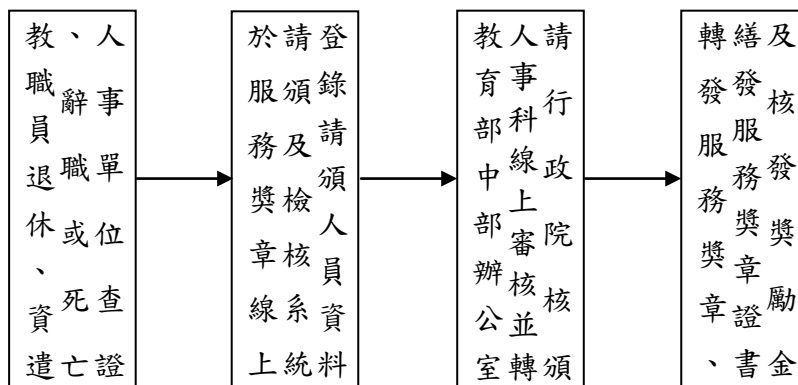 教職員退休、資遣
、辭職或死亡
人事單位查證
於服務獎章線上
請頒及檢核系統
登錄請頒人員資料
教育部中部辦公室
人事科線上審核並轉
請行政院核頒
轉發服務獎章、
繕發服務獎章證書
及核發獎勵金